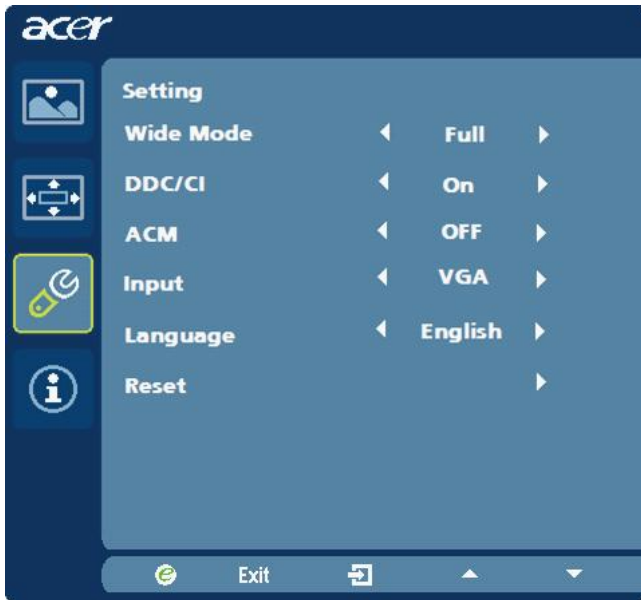 acer
Setting
Wide Mode Full
DDC/CI On
ACM OFF
Input VGA
Language English
Reset
e Exit